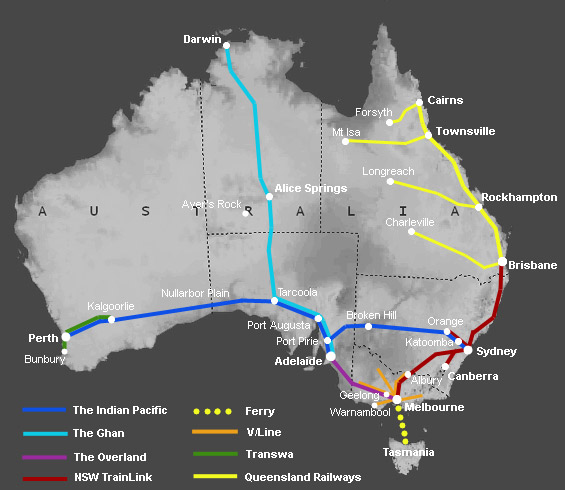 Darwin
Cairns
Forsyth
Townsville
Mt Isa
Longreach
Alice Springs
Rockhampton
Ayer's Rock
A U S T R A L I A
Charleville
Brisbane
Nullarbor Plain
Tarcoola
Kalgoorlie
Broken Hill
Orange
Port Augusta
Perth
Port Pirie
Katoomba
Sydney
Bunbury
Adelaide
Albury
Canberra
Geelong
Warnambool
Melbourne
Tasmania
The Indian Pacific
The Ghan
The Overland
NSW TrainLink
Ferry
V/Line
Transwa
Queensland Railways